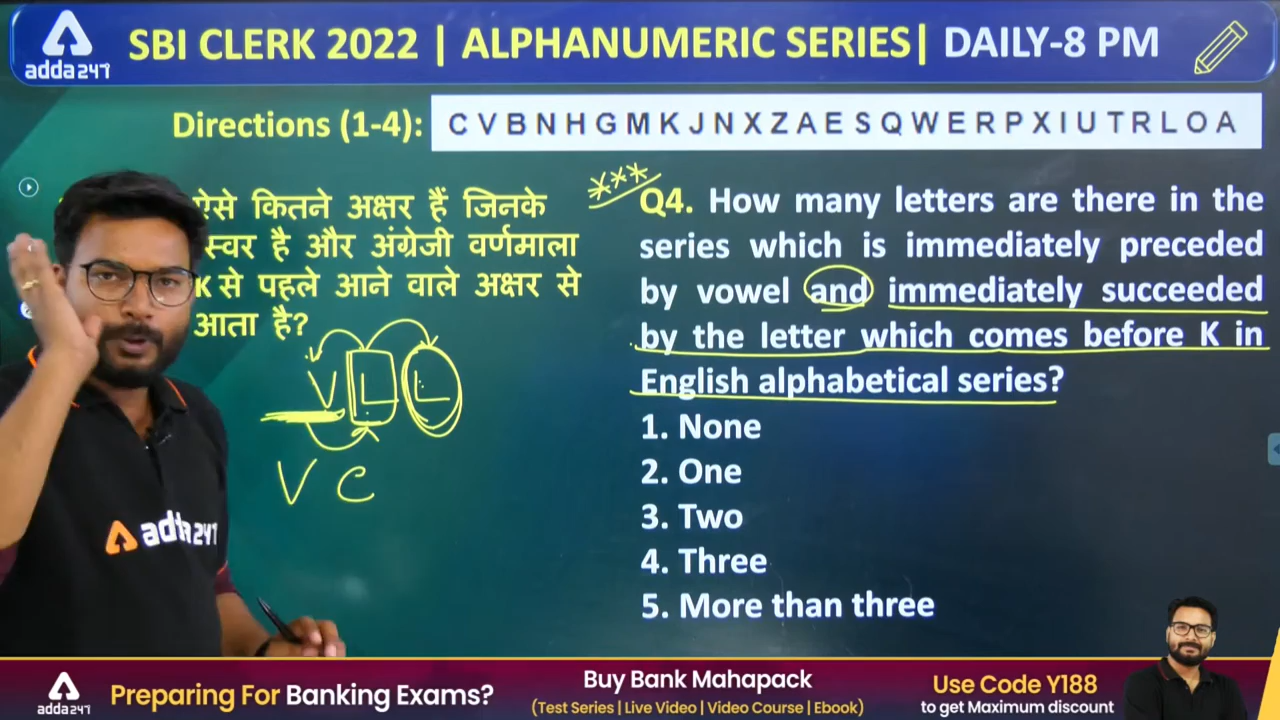 adda247
SBI CLERK 2022 | ALPHANUMERIC SERIES| DAILY-8 PM
Directions (1-4): C V B N H G M K J N X Z A E S Q W E R P X I U T R L O A
ऐसे कितने अक्षर हैं जिनके
स्वर है और अंग्रेजी वर्णमाला
K से पहले आने वाले अक्षर से
आता है?
V L L
V C
***
Q4. How many letters are there in the
series which is immediately preceded
by vowel and immediately succeeded
by the letter which comes before K in
English alphabetical series?
1. None
2. One
3. Two
4. Three
5. More than three
adda247
adda247
Preparing For Banking Exams?
Buy Bank Mahapack
(Test Series | Live Video | Video Course | Ebook)
Use Code Y188
to get Maximum discount